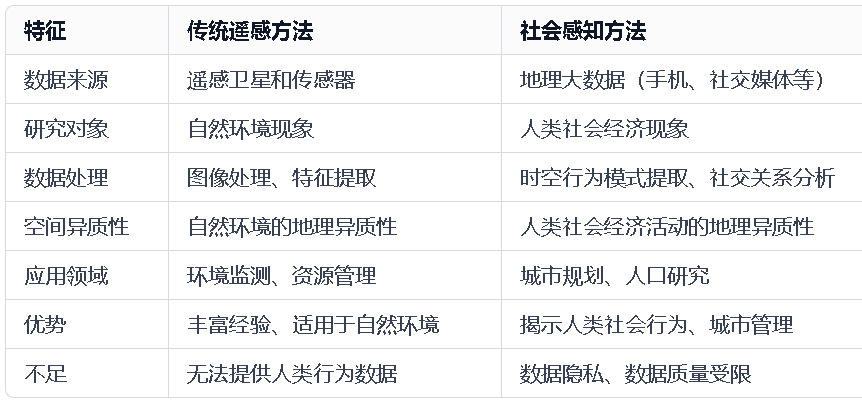 特征 传统遥感方法 社会感知方法
数据来源 遥感卫星和传感器 地理大数据（手机、社交媒体等）
研究对象 自然环境现象 人类社会经济现象
数据处理 图像处理、特征提取 时空行为模式提取、社交关系分析
空间异质性 自然环境的地理异质性 人类社会经济活动的地理异质性
应用领域 环境监测、资源管理 城市规划、人口研究
优势 丰富经验、适用于自然环境 揭示人类社会行为、城市管理
不足 无法提供人类行为数据 数据隐私、数据质量受限